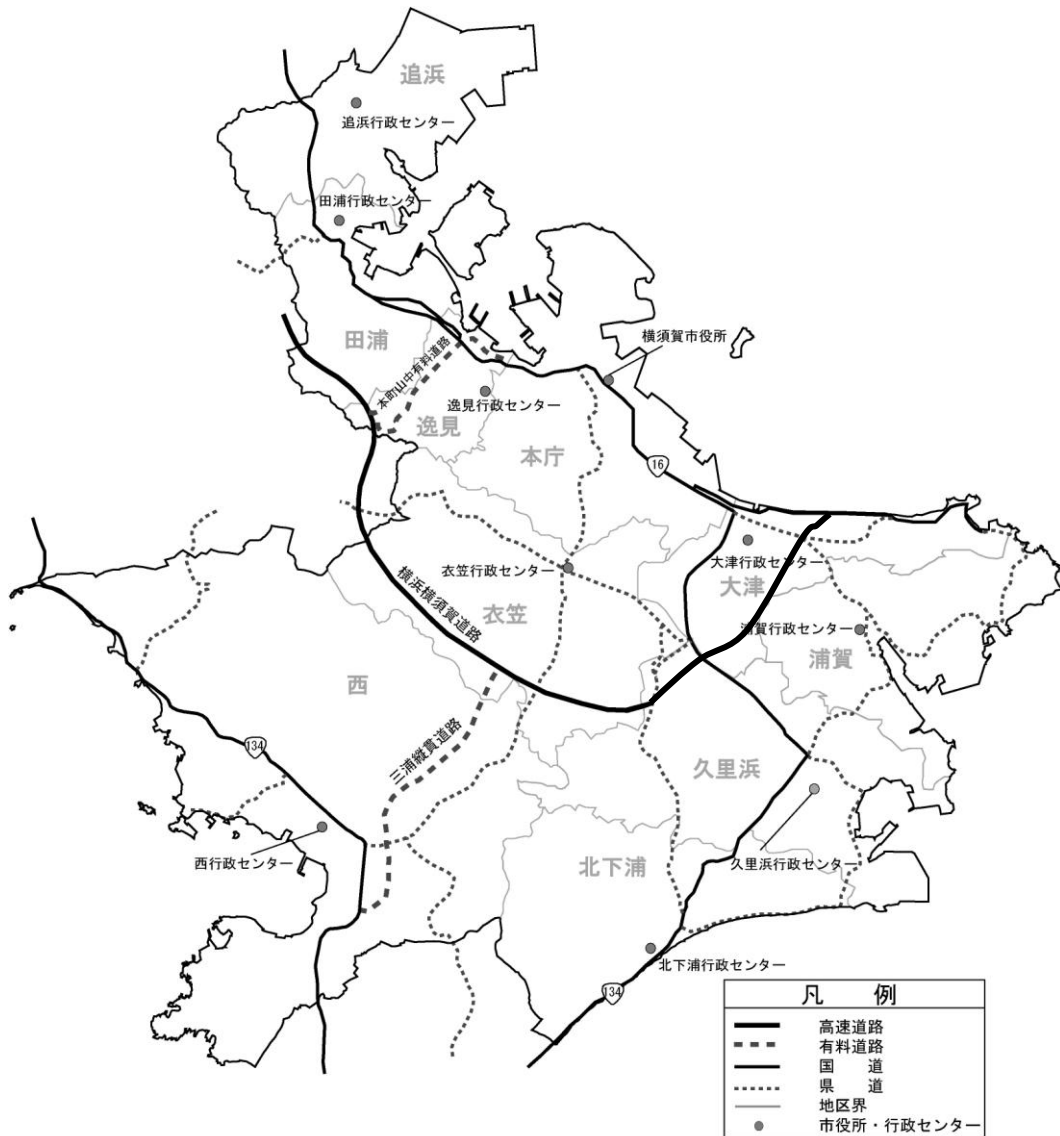 追浜
追浜行政センター
田浦行政センター
横須賀市役所
田浦
本町山中有料道路
逸見行政センター
逸見
本庁
16
大津行政センター
衣笠行政センター
横浜横須賀道路
衣笠
大津
浦賀行政センター
浦賀
西
三浦縦貫道路
134
久里浜
西行政センター
北下浦
久里浜行政センター
北下浦行政センター
134
凡 例
高速道路
有料道路
国 道
県 道
地区界
市役所・行政センター